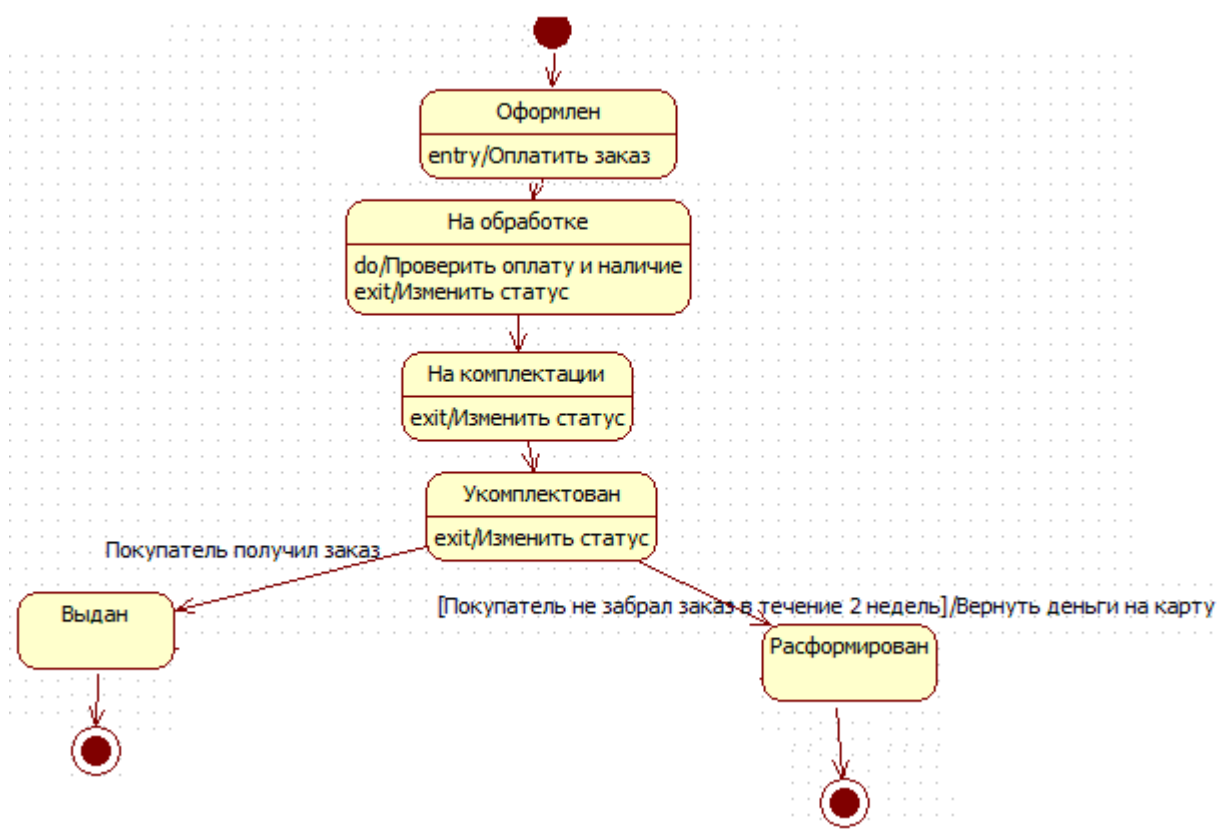 Оформлен
entry/Оплатить заказ
На обработке
do/Проверить оплату и наличие
exit/Изменить статус
На комплектации
exit/Изменить статус
Укомплектован
exit/Изменить статус
Покупатель получил заказ
[Покупатель не забрал заказ в течение 2 недель]/Вернуть деньги на карту
Выдан
Расформирован